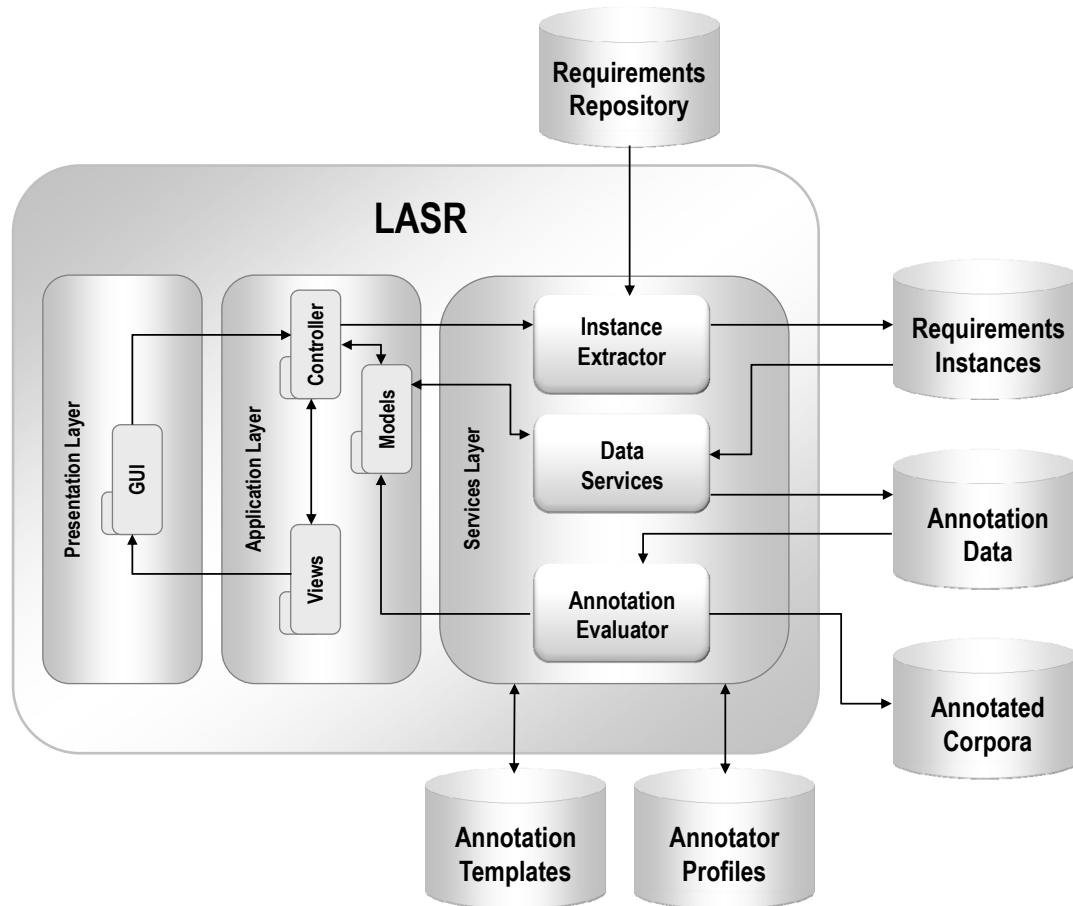 Requirements
Repository
LASR
Presentation Layer
GUI
Application Layer
Controller
Models
Views
Services Layer
Instance
Extractor
Data
Services
Annotation
Evaluator
Requirements
Instances
Annotation
Data
Annotated
Corpora
Annotation
Templates
Annotator
Profiles